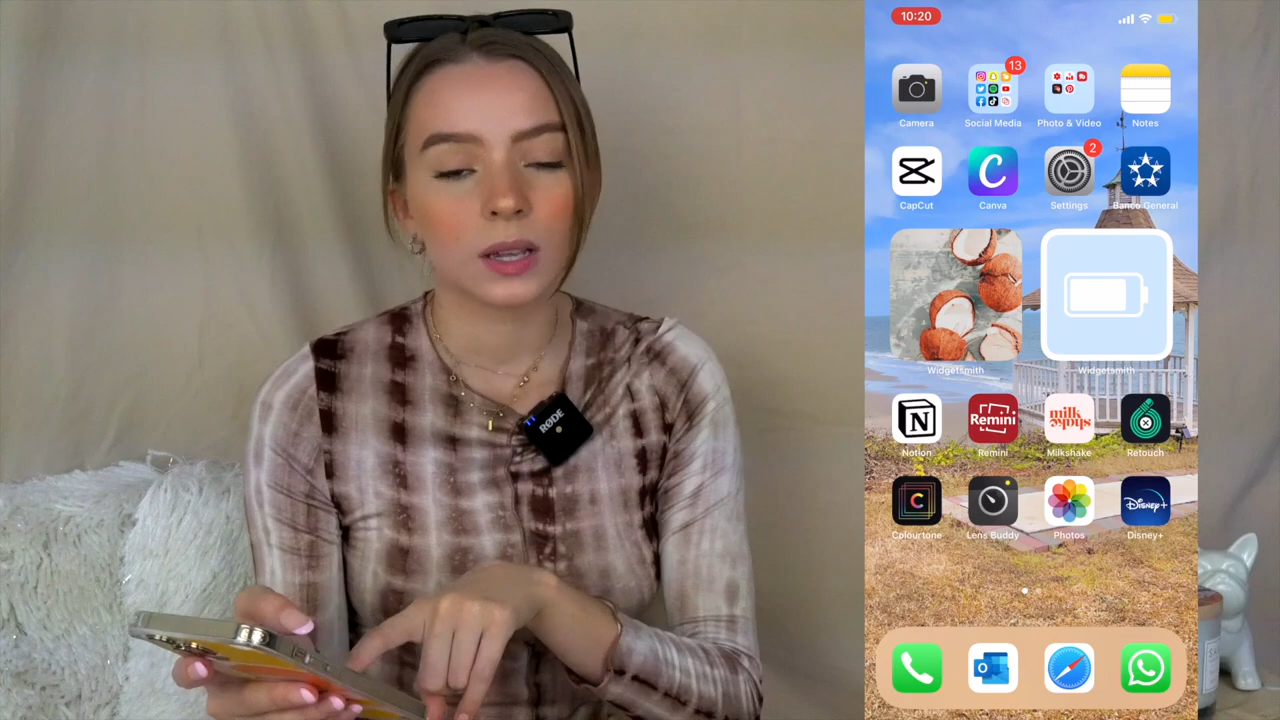 10:20
13
Camera
Social Media
Photo & Video
Notes
2
CapCut
Canva
Settings
Banco General
Widgetsmith
Widgetsmith
RØDE
N
Remini
milk
shake
Notion
Remini
Milkshake
Retouch
C
Disney+
Colourtone
Lens Buddy
Photos
Disney+